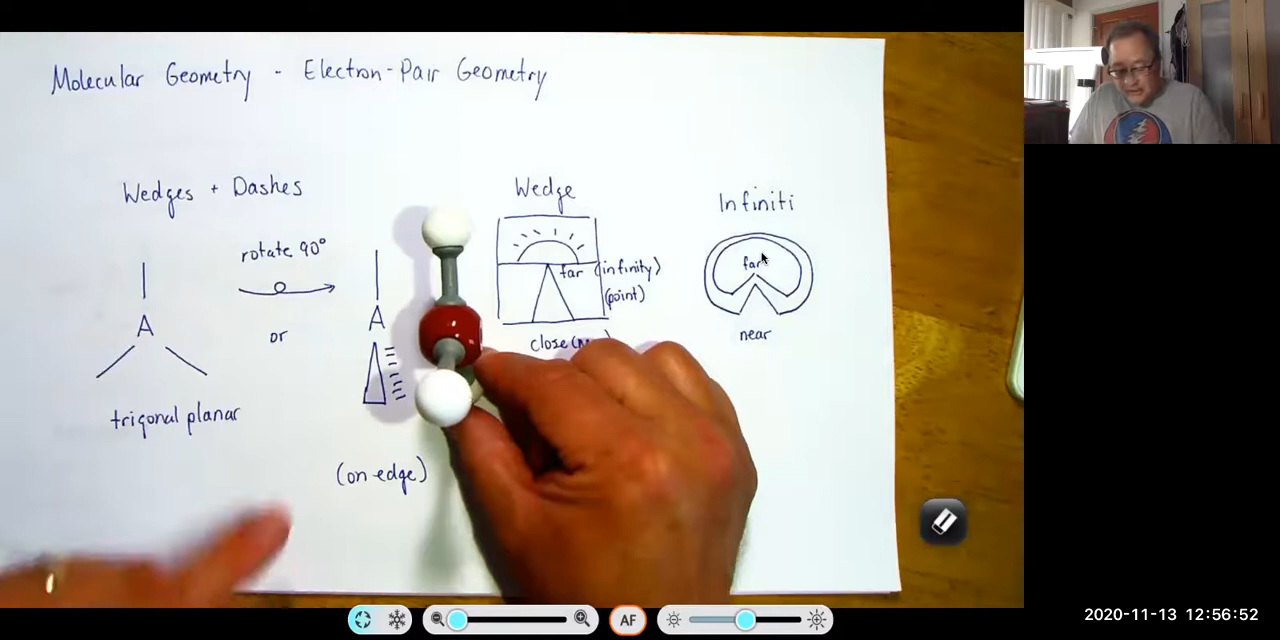 Molecular Geometry - Electron-Pair Geometry
Wedges + Dashes
Wedge
Infiniti
rotate 90°
far (infinity)
(point)
far
A
or
A
close
near
trigonal planar
(on edge)
AF
2020-11-13 12:56:52